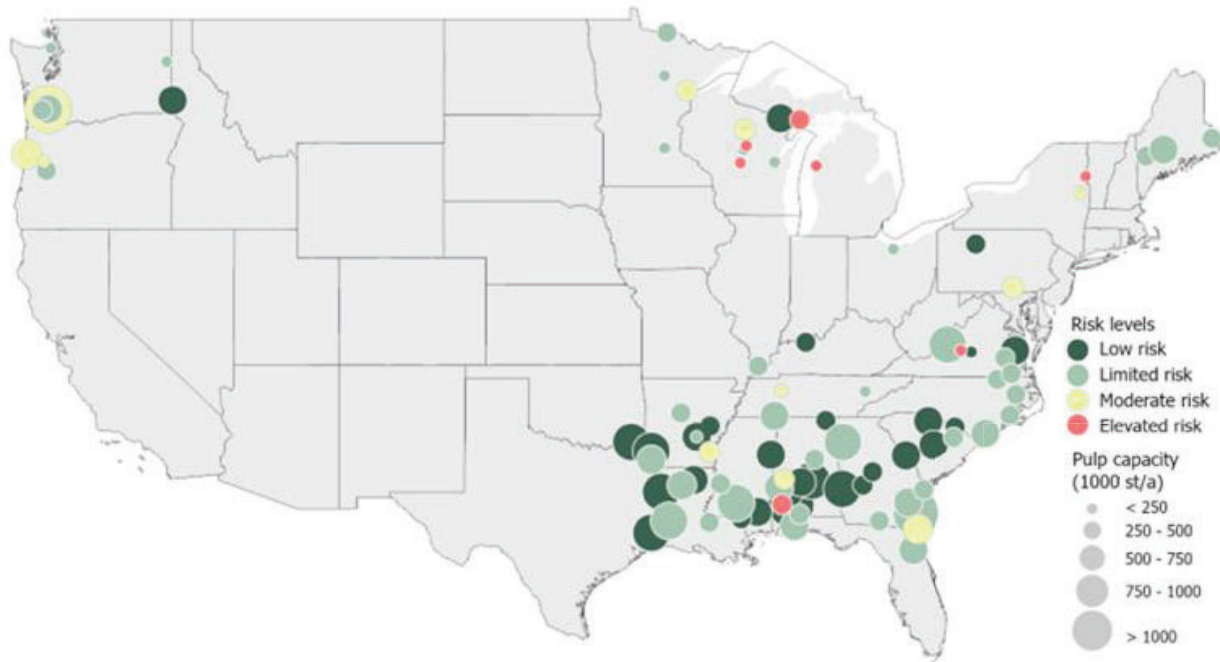 Risk levels
Low risk
Limited risk
Moderate risk
Elevated risk
Pulp capacity
(1000 st/a)
< 250
250 - 500
500 - 750
750 - 1000
> 1000